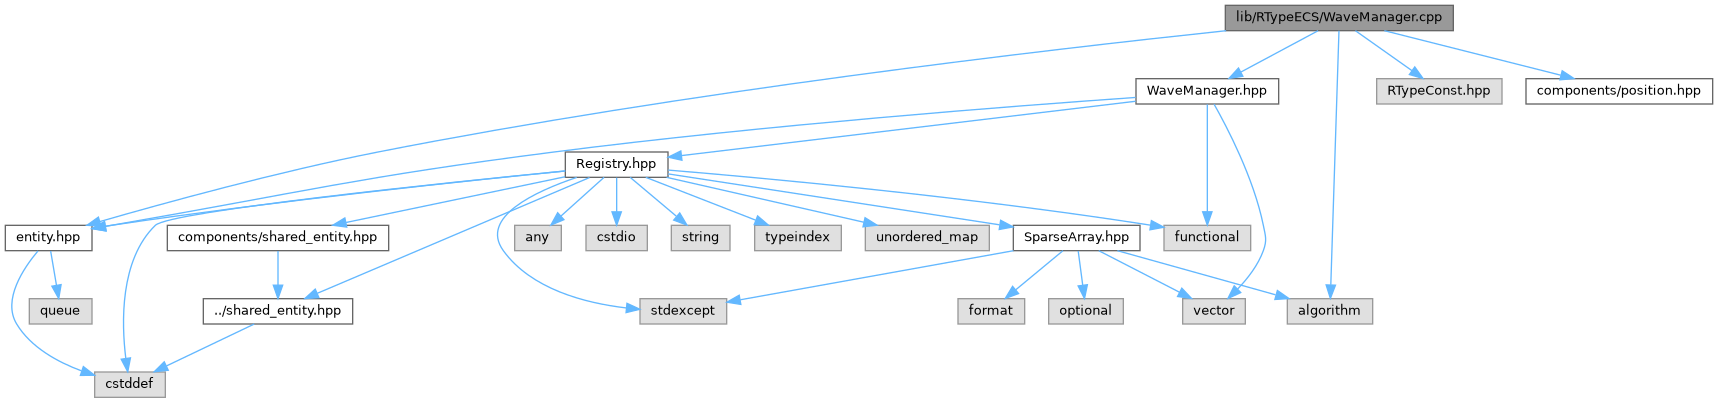 lib/RTypeECS/WaveManager.cpp
WaveManager.hpp
RTypeConst.hpp
components/position.hpp
Registry.hpp
entity.hpp
components/shared_entity.hpp
any
cstdio
string
typeindex
unordered_map
SparseArray.hpp
functional
queue
../shared_entity.hpp
stdexcept
format
optional
vector
algorithm
cstddef